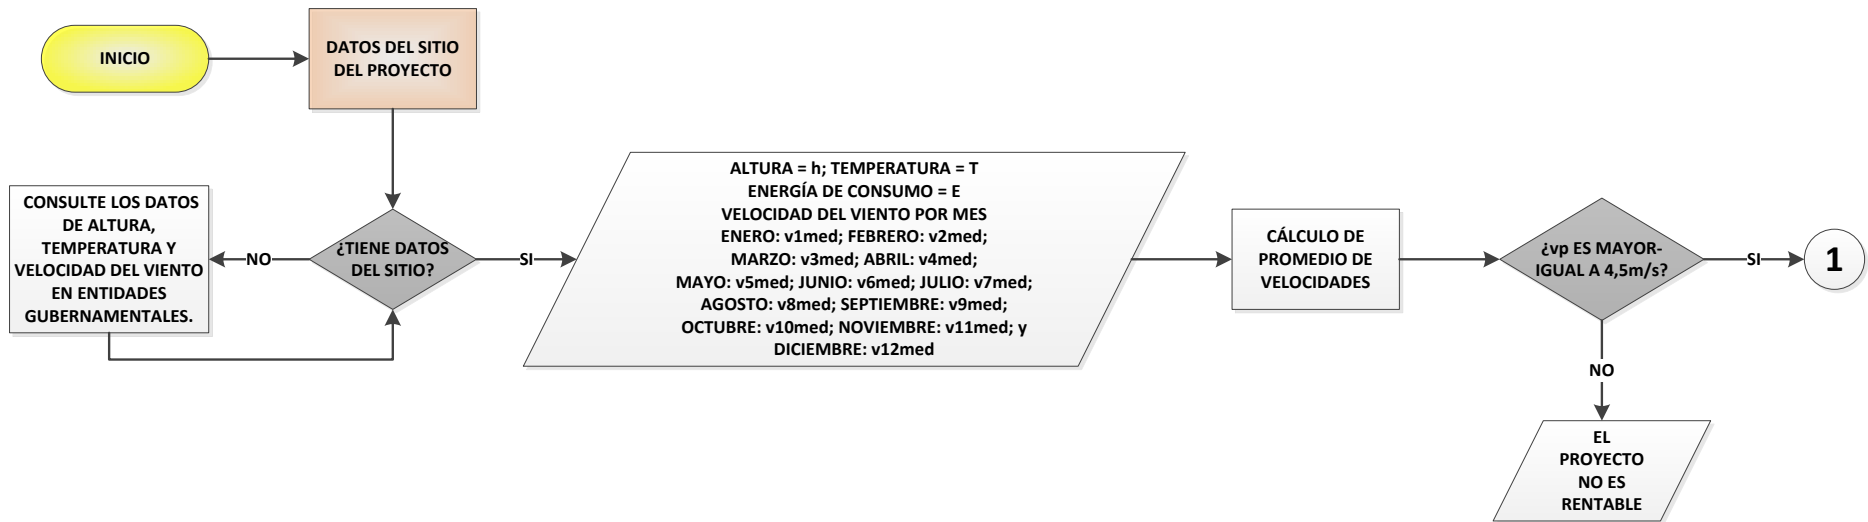 INICIO
DATOS DEL SITIO
DEL PROYECTO
CONSULTE LOS DATOS
DE ALTURA,
TEMPERATURA Y
VELOCIDAD DEL VIENTO
EN ENTIDADES
GUBERNAMENTALES.
NO
¿TIENE DATOS
DEL SITIO?
SI
ALTURA = h; TEMPERATURA = T
ENERGÍA DE CONSUMO = E
VELOCIDAD DEL VIENTO POR MES
ENERO: v1med; FEBRERO: v2med;
MARZO: v3med; ABRIL: v4med;
MAYO: v5med; JUNIO: v6med; JULIO: v7med;
AGOSTO: v8med; SEPTIEMBRE: v9med;
OCTUBRE: v10med; NOVIEMBRE: v11med; y
DICIEMBRE: v12med
CÁLCULO DE
PROMEDIO DE
VELOCIDADES
¿vp ES MAYOR-
IGUAL A 4,5m/s?
SI
1
NO
EL
PROYECTO
NO ES
RENTABLE